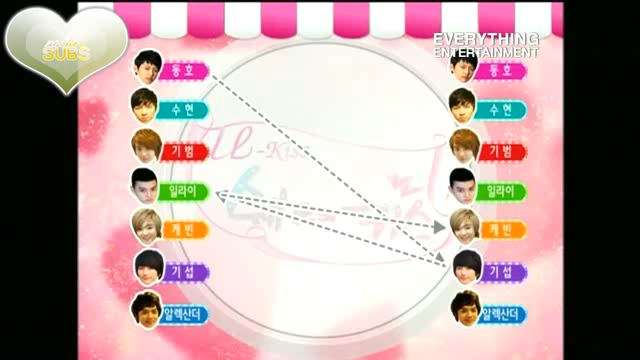 SUBS
EVERYTHING
ENTERTAINMENT
동호
동호
수현
수현
기범
기범
일라이
일라이
케빈
케빈
기섭
기섭
알렉산더
알렉산더
-KISS